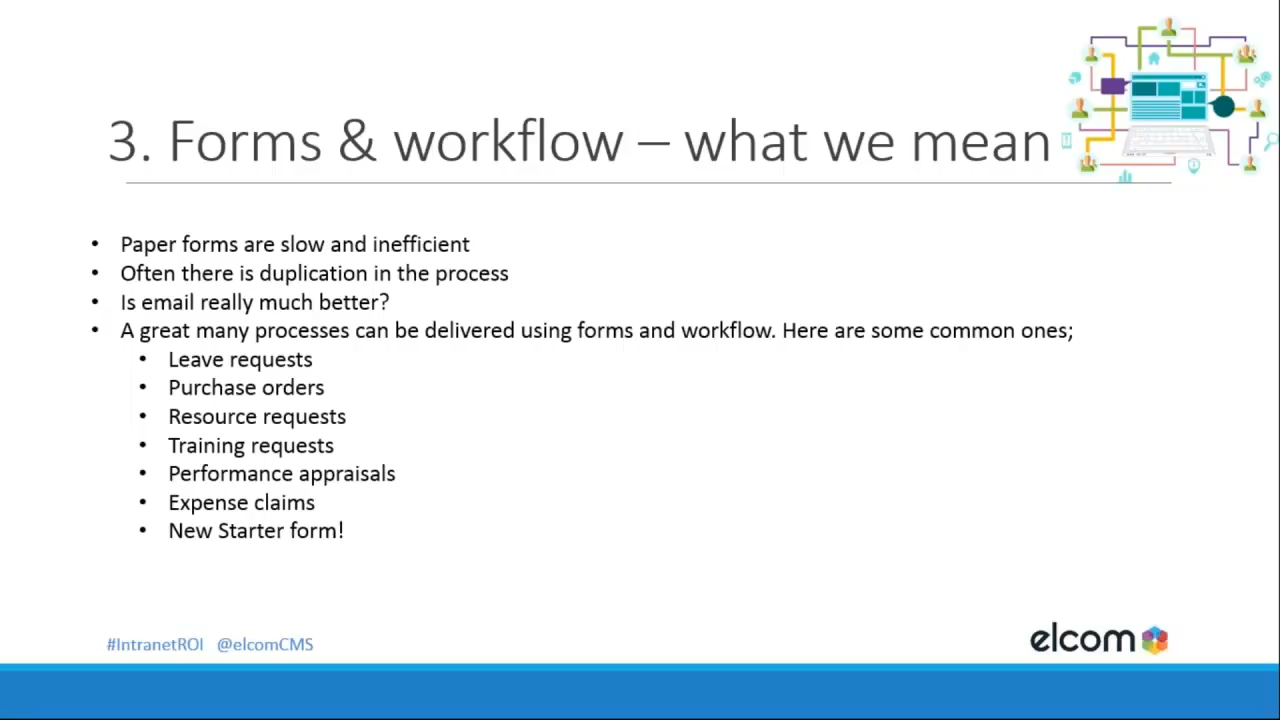 3. Forms & workflow – what we mean
• Paper forms are slow and inefficient
• Often there is duplication in the process
• Is email really much better?
• A great many processes can be delivered using forms and workflow. Here are some common ones;
• Leave requests
• Purchase orders
• Resource requests
• Training requests
• Performance appraisals
• Expense claims
• New Starter form!
#IntranetROI @elcomCMS
elcom